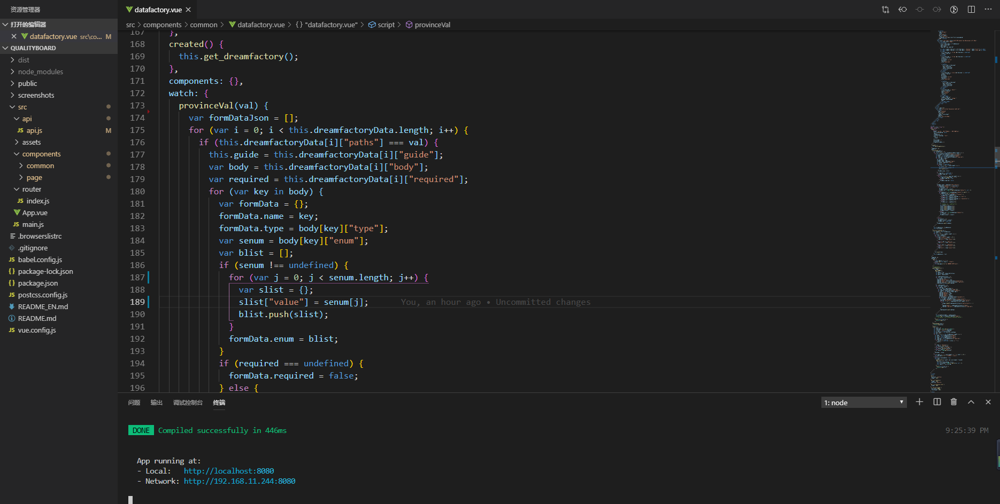 资源管理器
打开的编辑器
datafactory.vue src\co... M
QUALITYBOARD
dist
node_modules
public
screenshots
src
api
JS api.js M
assets
components
common
page
router
JS index.js
App.vue
JS main.js
.browserslistrc
.gitignore
JS babel.config.js
{} package-lock.json
{} package.json
JS postcss.config.js
README_EN.md
README.md
JS vue.config.js
datafactory.vue
src > components > common > datafactory.vue > {} "datafactory.vue" > script > provinceVal
167 },
168 created() {
169 this.get_dreamfactory();
170 },
171 components: {},
172 watch: {
173 provinceVal(val) {
174 var formDataJson = [];
175 for (var i = 0; i < this.dreamfactoryData.length; i++) {
176 if (this.dreamfactoryData[i]["paths"] === val) {
177 this.guide = this.dreamfactoryData[i]["guide"];
178 var body = this.dreamfactoryData[i]["body"];
179 var required = this.dreamfactoryData[i]["required"];
180 for (var key in body) {
181 var formData = {};
182 formData.name = key;
183 formData.type = body[key]["type"];
184 var senum = body[key]["enum"];
185 var blist = [];
186 if (senum !== undefined) {
187 for (var j = 0; j < senum.length; j++) {
188 var slist = {};
189 slist["value"] = senum[j]; You, an hour ago • Uncommitted changes
190 blist.push(slist);
191 }
192 formData.enum = blist;
193 }
194 if (required === undefined) {
195 formData.required = false;
196 } else {
问题 输出 调试控制台 终端
1: node
DONE Compiled successfully in 446ms 9:25:39 PM
App running at:
- Local: http://localhost:8080
- Network: http://192.168.11.244:8080